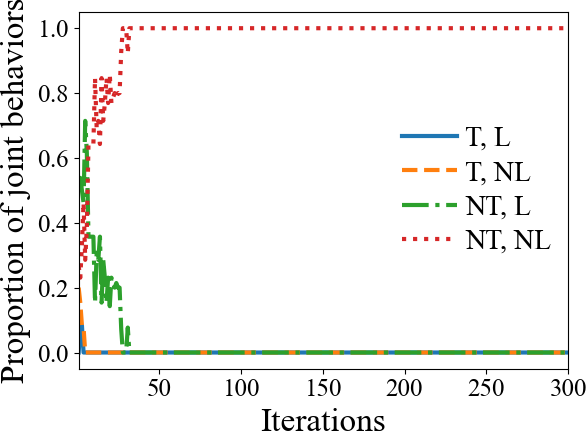 Proportion of joint behaviors
1.0
0.8
0.6
0.4
0.2
0.0
T, L
T, NL
NT, L
NT, NL
50 100 150 200 250 300
Iterations